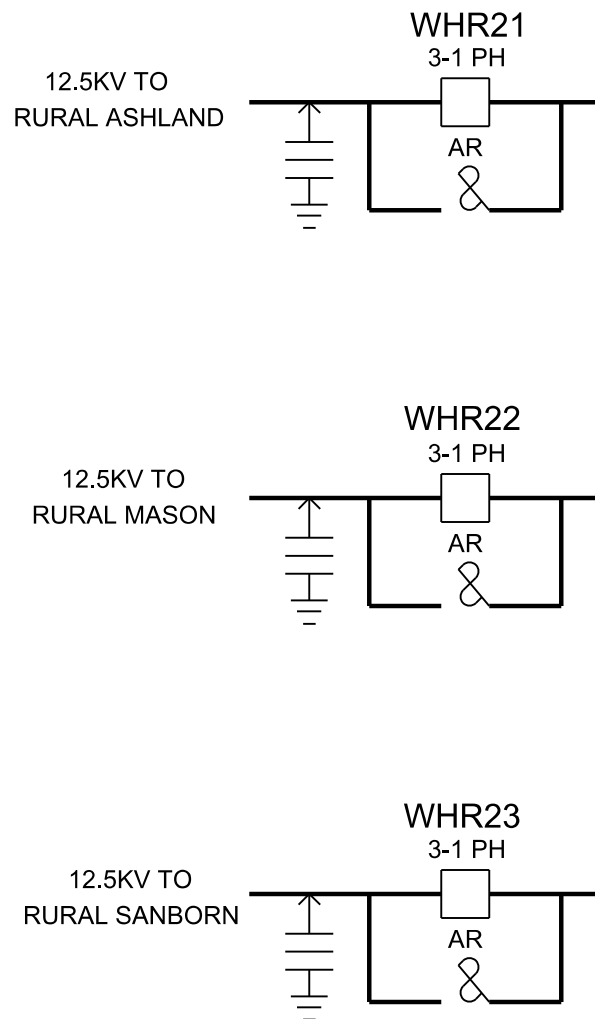 WHR21
3-1 PH
12.5KV TO
RURAL ASHLAND
AR
WHR22
3-1 PH
12.5KV TO
RURAL MASON
AR
WHR23
3-1 PH
12.5KV TO
RURAL SANBORN
AR